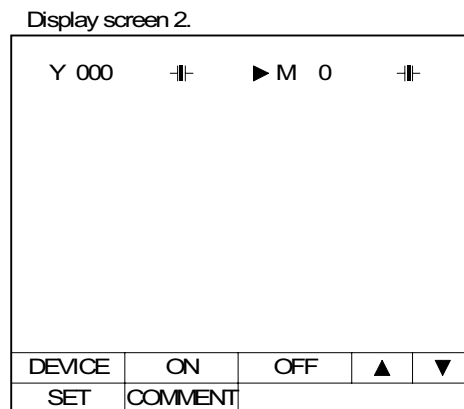 Display screen 2.
Y 000 ▶ M 0
DEVICE ON OFF ▲ ▼
SET COMMENT